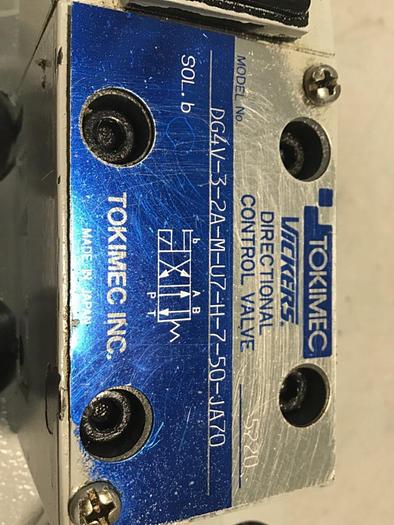 TOKIMEC
VICKERS®
DIRECTIONAL
CONTROL VALVE
MODEL No. 5220
DG4V-3-2A-M-U7-H-7-50-JA70
SOL. b
b
A B
P T
TOKIMEC INC.
MADE IN JAPAN